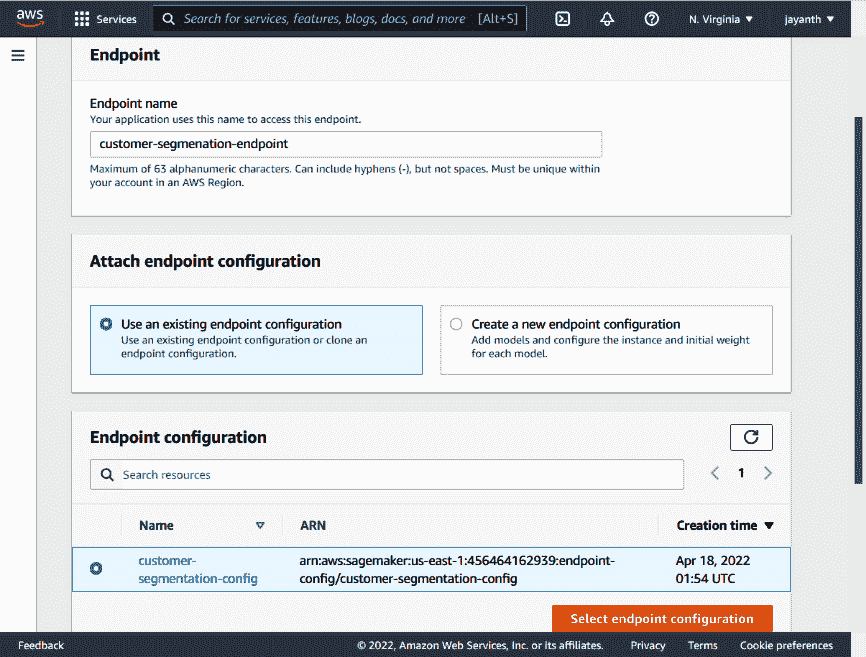 aws
Services
Search for services, features, blogs, docs, and more [Alt+S]
N. Virginia
jayanth
Endpoint
Endpoint name
Your application uses this name to access this endpoint.
customer-segmenation-endpoint
Maximum of 63 alphanumeric characters. Can include hyphens (-), but not spaces. Must be unique within
your account in an AWS Region.
Attach endpoint configuration
Use an existing endpoint configuration
Use an existing endpoint configuration or clone an
endpoint configuration.
Create a new endpoint configuration
Add models and configure the instance and initial weight
for each model.
Endpoint configuration
Search resources
1
Name
ARN
Creation time
customer-
segmentation-config
arn:aws:sagemaker:us-east-1:456464162939:endpoint-
config/customer-segmentation-config
Apr 18, 2022
01:54 UTC
Select endpoint configuration
Feedback
© 2022, Amazon Web Services, Inc. or its affiliates.
Privacy
Terms
Cookie preferences